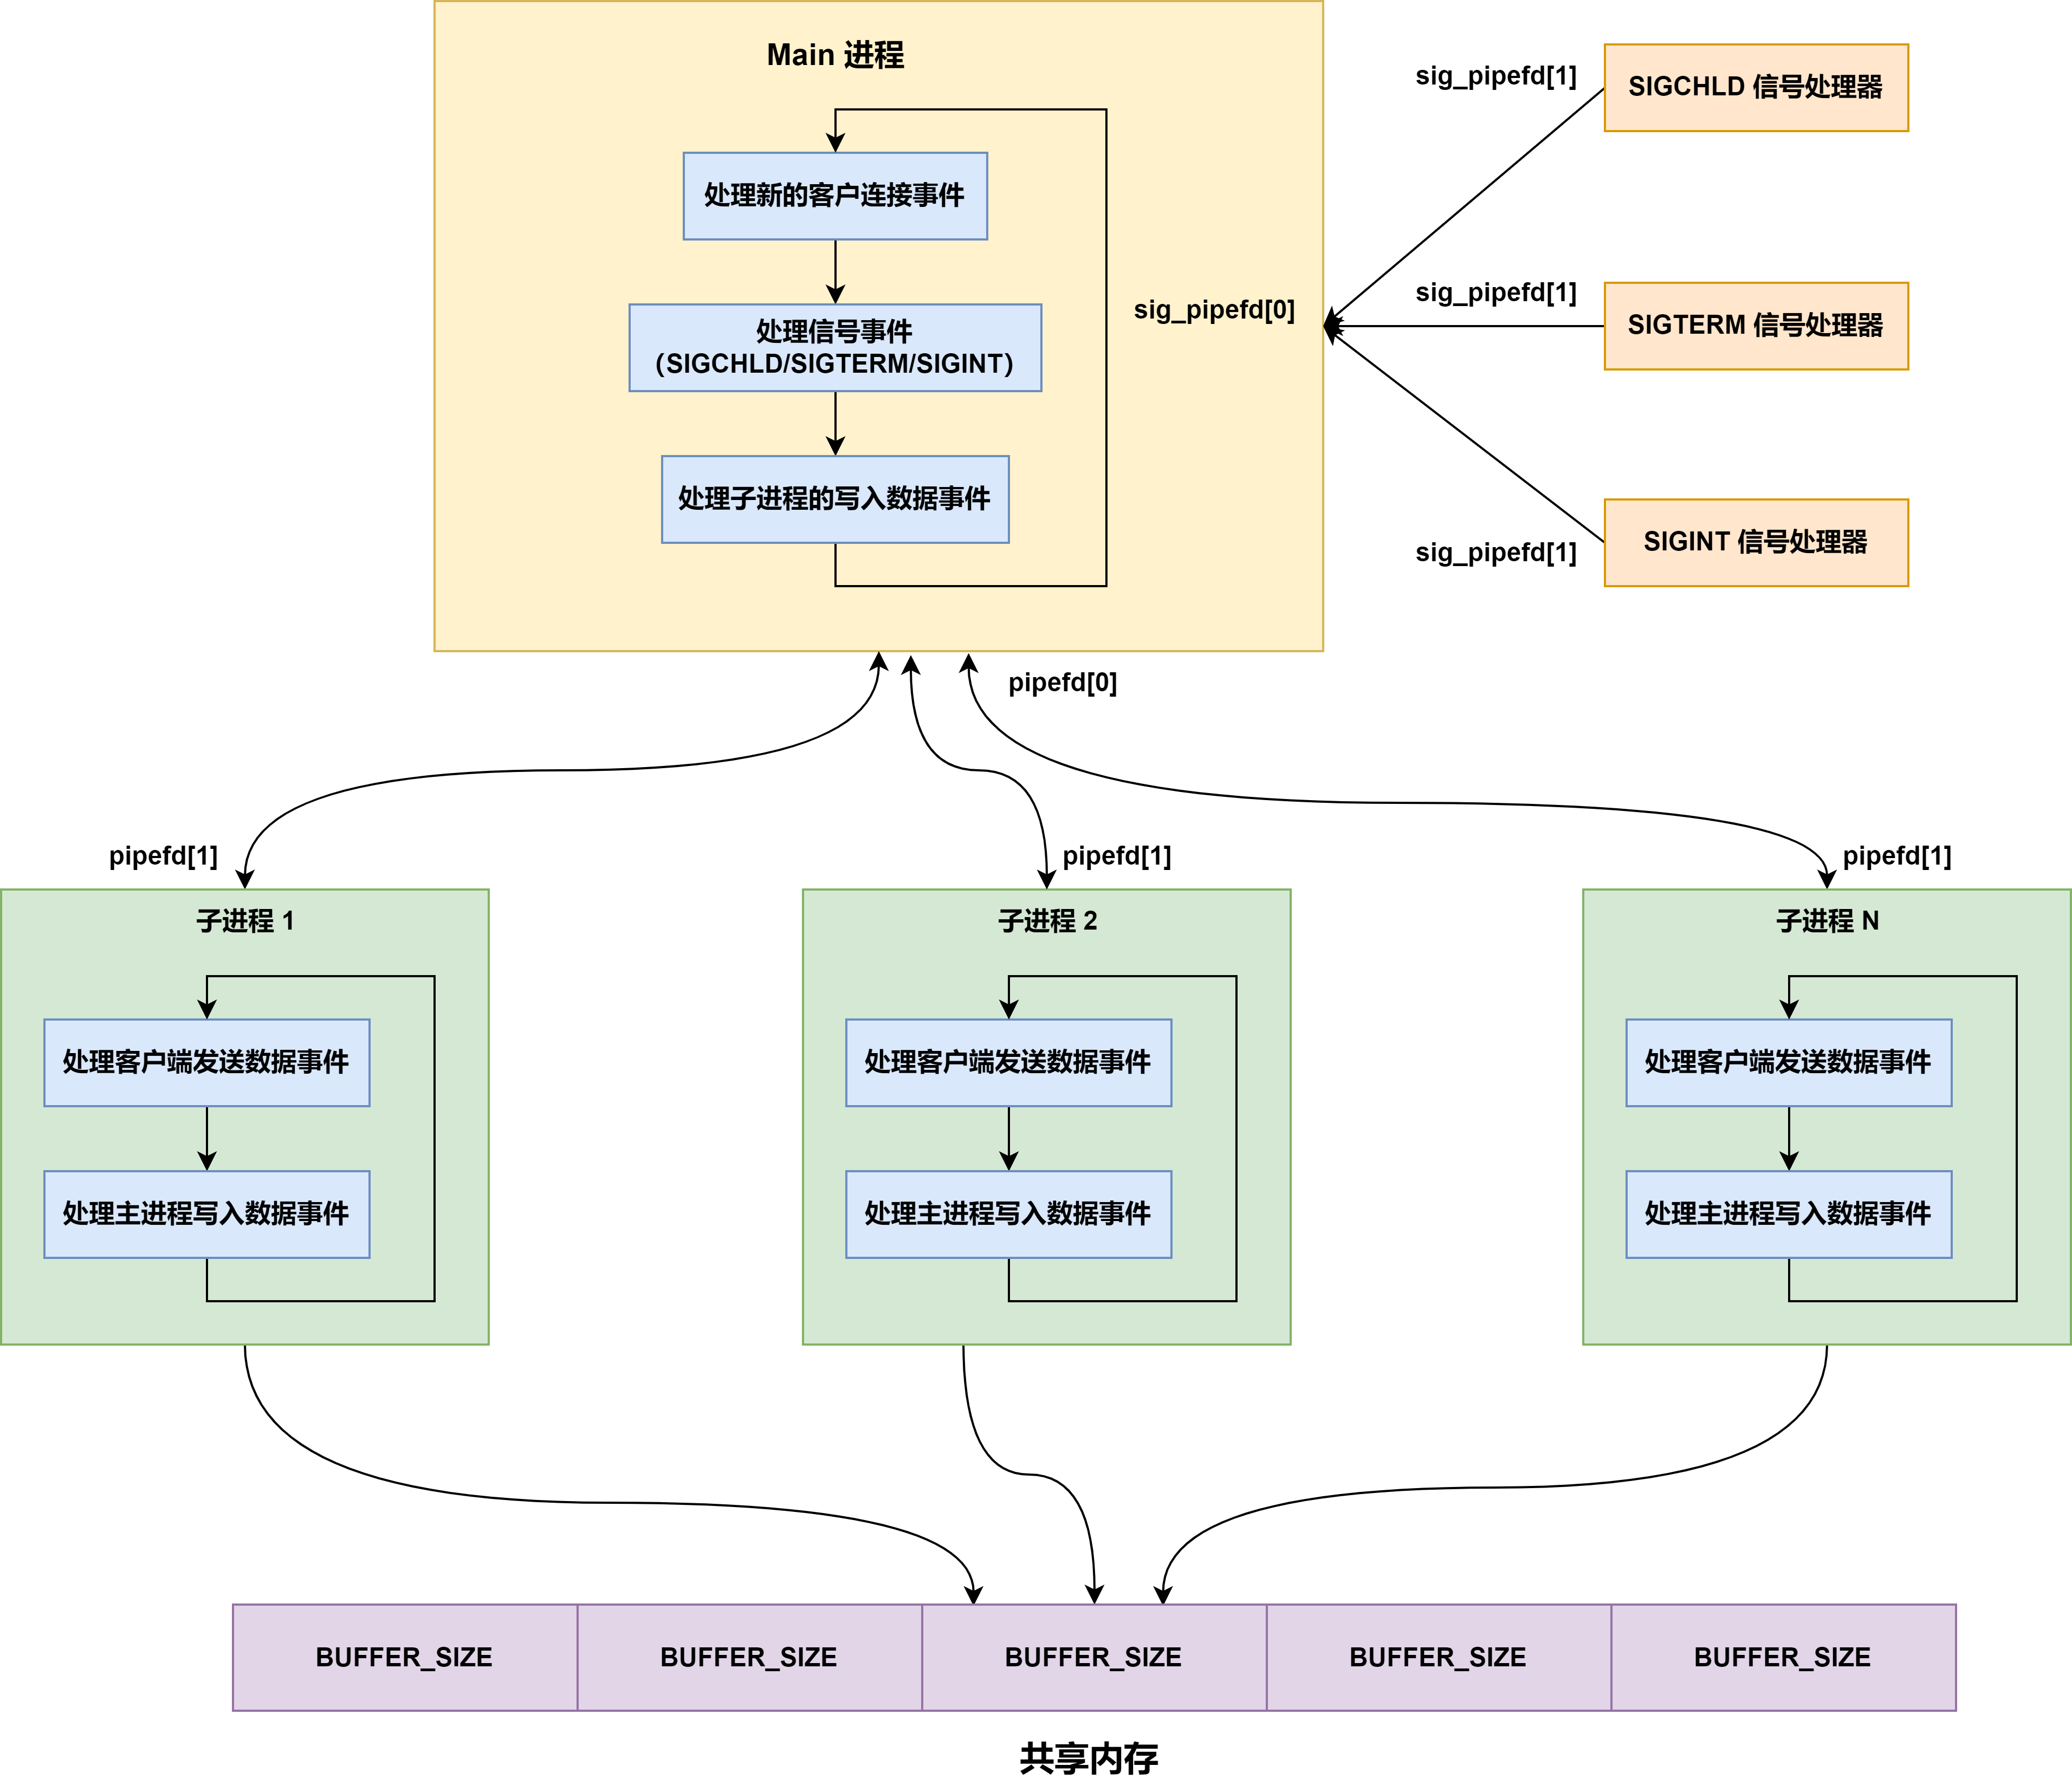 Main 进程
处理新的客户连接事件
处理信号事件
（SIGCHLD/SIGTERM/SIGINT）
处理子进程的写入数据事件
sig_pipefd[0]
sig_pipefd[1]
SIGCHLD 信号处理器
sig_pipefd[1]
SIGTERM 信号处理器
sig_pipefd[1]
SIGINT 信号处理器
pipefd[0]
pipefd[1]
pipefd[1]
pipefd[1]
子进程 1
处理客户端发送数据事件
处理主进程写入数据事件
子进程 2
处理客户端发送数据事件
处理主进程写入数据事件
子进程 N
处理客户端发送数据事件
处理主进程写入数据事件
BUFFER_SIZE
BUFFER_SIZE
BUFFER_SIZE
BUFFER_SIZE
BUFFER_SIZE
共享内存